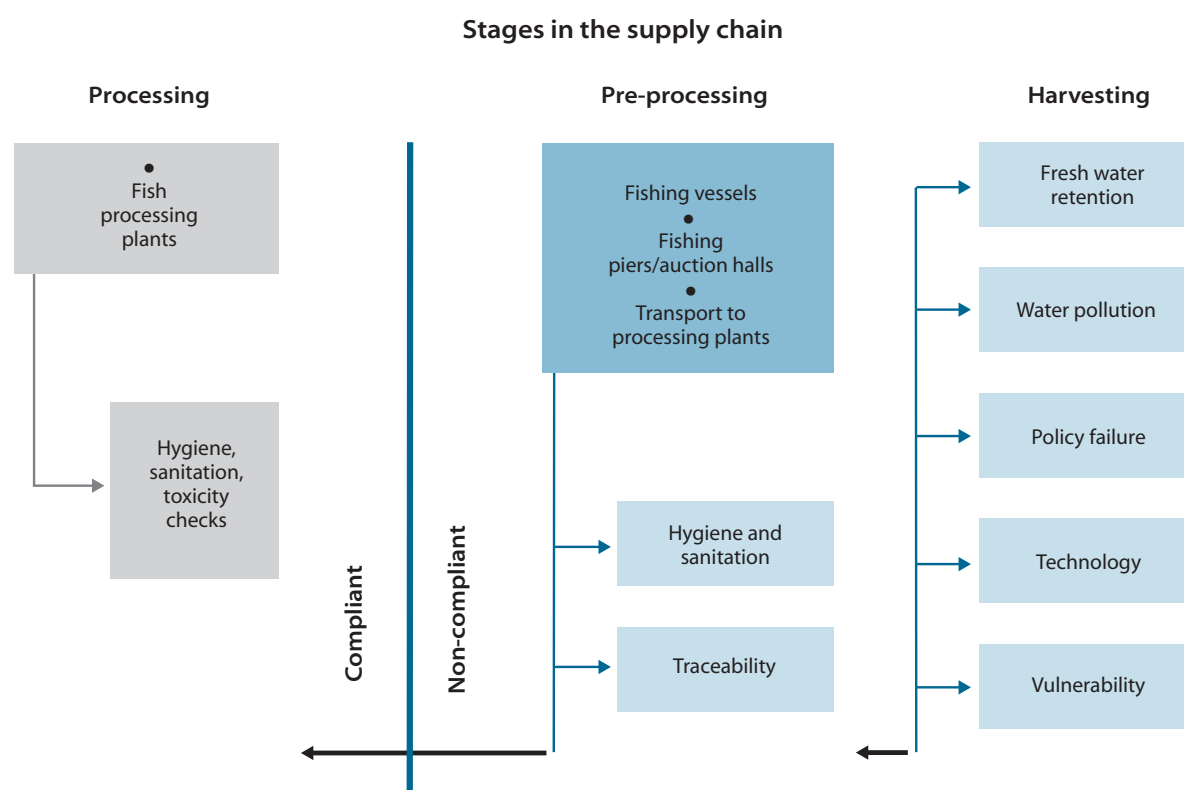 Stages in the supply chain
Processing
Pre-processing
Harvesting
•
Fish
processing
plants
Hygiene,
sanitation,
toxicity
checks
Compliant
Non-compliant
Fishing vessels
•
Fishing
piers/auction halls
•
Transport to
processing plants
Hygiene and
sanitation
Traceability
Fresh water
retention
Water pollution
Policy failure
Technology
Vulnerability